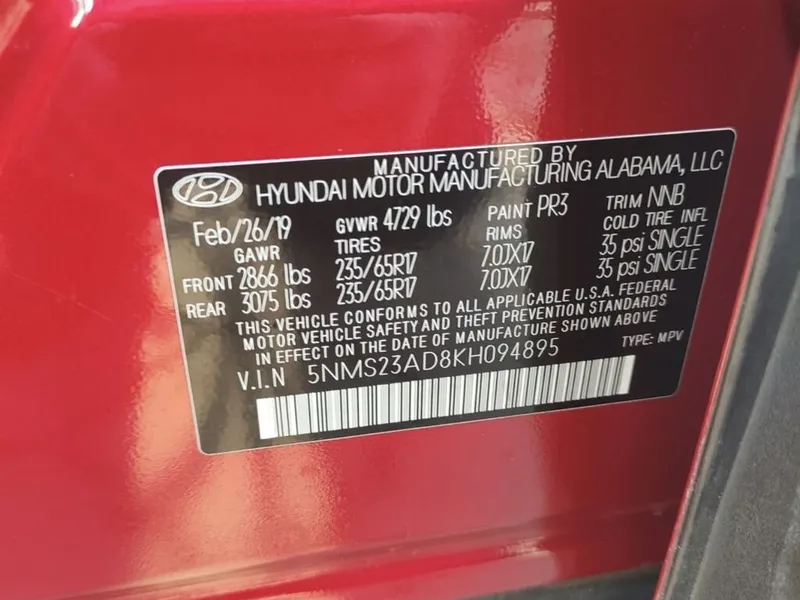 MANUFACTURED BY
HYUNDAI MOTOR MANUFACTURING ALABAMA, LLC
Feb/26/19 GVWR 4729 lbs PAINT PR3 TRIM NNB
GAWR TIRES RIMS COLD TIRE INFL
FRONT 2866 lbs 235/65R17 7.0JX17 35 psi SINGLE
REAR 3075 lbs 235/65R17 7.0JX17 35 psi SINGLE
THIS VEHICLE CONFORMS TO ALL APPLICABLE U.S.A. FEDERAL
MOTOR VEHICLE SAFETY AND THEFT PREVENTION STANDARDS
IN EFFECT ON THE DATE OF MANUFACTURE SHOWN ABOVE
V.I.N 5NMS23AD8KH094895 TYPE: MPV